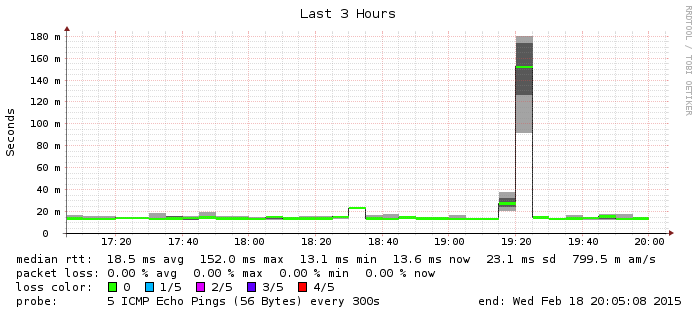 Last 3 Hours
RRDTOOL / TOBI OETIKER
Seconds
180 m
160 m
140 m
120 m
100 m
80 m
60 m
40 m
20 m
0
17:20 17:40 18:00 18:20 18:40 19:00 19:20 19:40 20:00
median rtt: 18.5 ms avg 152.0 ms max 13.1 ms min 13.6 ms now 23.1 ms sd 799.5 m am/s
packet loss: 0.00 % avg 0.00 % max 0.00 % min 0.00 % now
loss color: 0 1/5 2/5 3/5 4/5
probe: 5 ICMP Echo Pings (56 Bytes) every 300s end: Wed Feb 18 20:05:08 2015